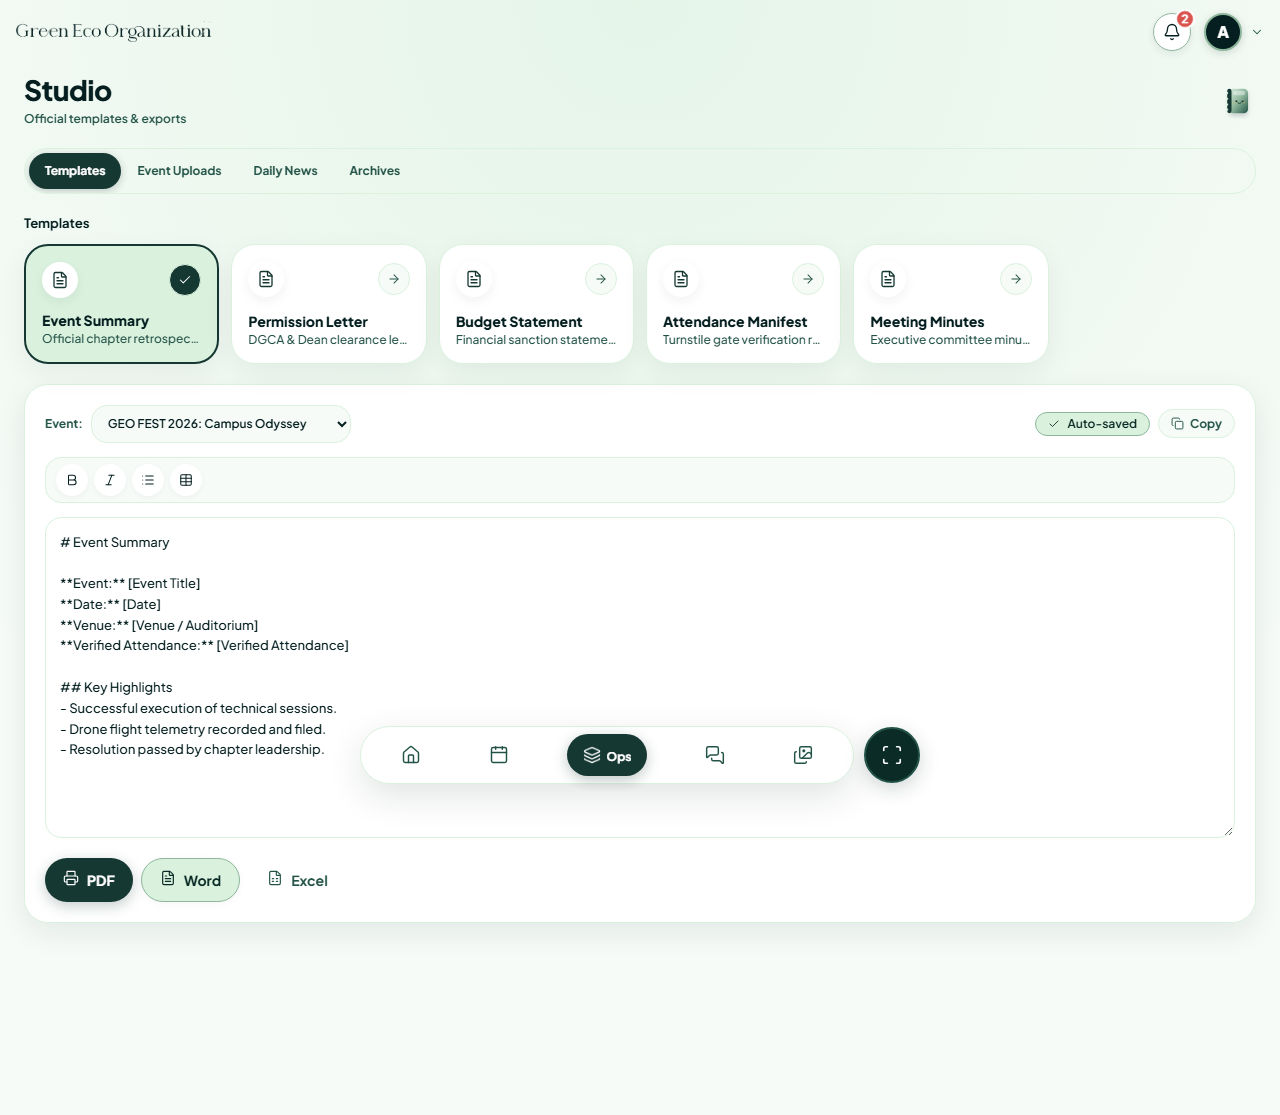 Green Eco Organization
2
A
Studio
Official templates & exports
Templates
Event Uploads
Daily News
Archives
Templates
Event Summary
Official chapter retrospec...
Permission Letter
DGCA & Dean clearance le...
Budget Statement
Financial sanction stateme...
Attendance Manifest
Turnstile gate verification r...
Meeting Minutes
Executive committee minu...
Event:
GEO FEST 2026: Campus Odyssey
Auto-saved
Copy
B
I
# Event Summary
**Event:** [Event Title]
**Date:** [Date]
**Venue:** [Venue / Auditorium]
**Verified Attendance:** [Verified Attendance]
## Key Highlights
- Successful execution of technical sessions.
- Drone flight telemetry recorded and filed.
- Resolution passed by chapter leadership.
Ops
PDF
Word
Excel